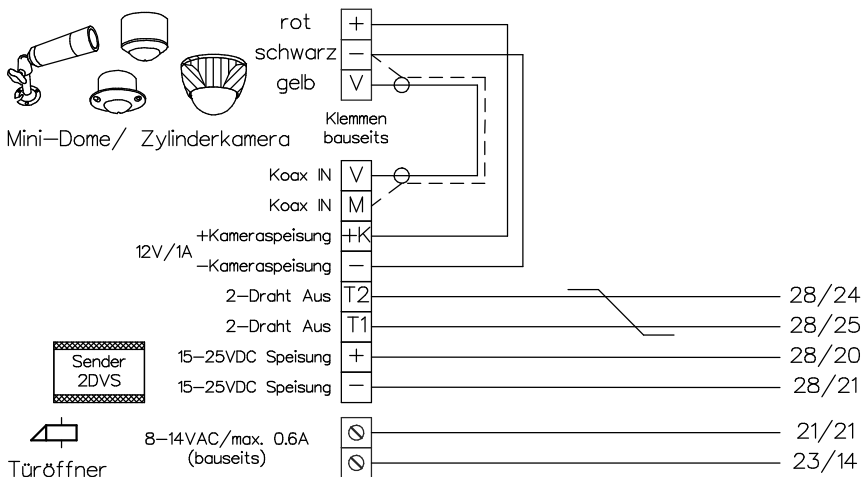 rot +
schwarz −
gelb V
Mini−Dome/ Zylinderkamera
Klemmen
bauseits
Koax IN V
Koax IN M
12V/1A
+Kameraspeisung +K
−Kameraspeisung −
2−Draht Aus T2 28/24
2−Draht Aus T1 28/25
Sender
2DVS
15−25VDC Speisung + 28/20
15−25VDC Speisung − 28/21
Türöffner
8−14VAC/max. 0.6A
(bauseits)
21/21
23/14